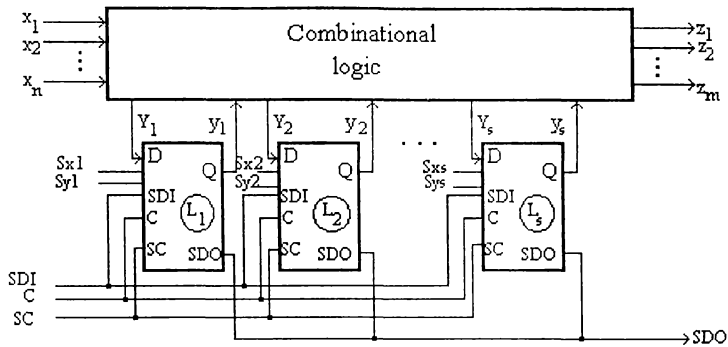 x1
x2
xn
Combinational
logic
z1
z2
zm
Y1 y1 Y2 y2 . . . Ys ys
Sx1
Sy1
D
Q
SDI
C
SC
SDO
L1
Sx2
Sy2
D
Q
SDI
C
SC
SDO
L2
Sxs
Sys
D
Q
SDI
C
SC
SDO
Ls
SDI
C
SC
SDO